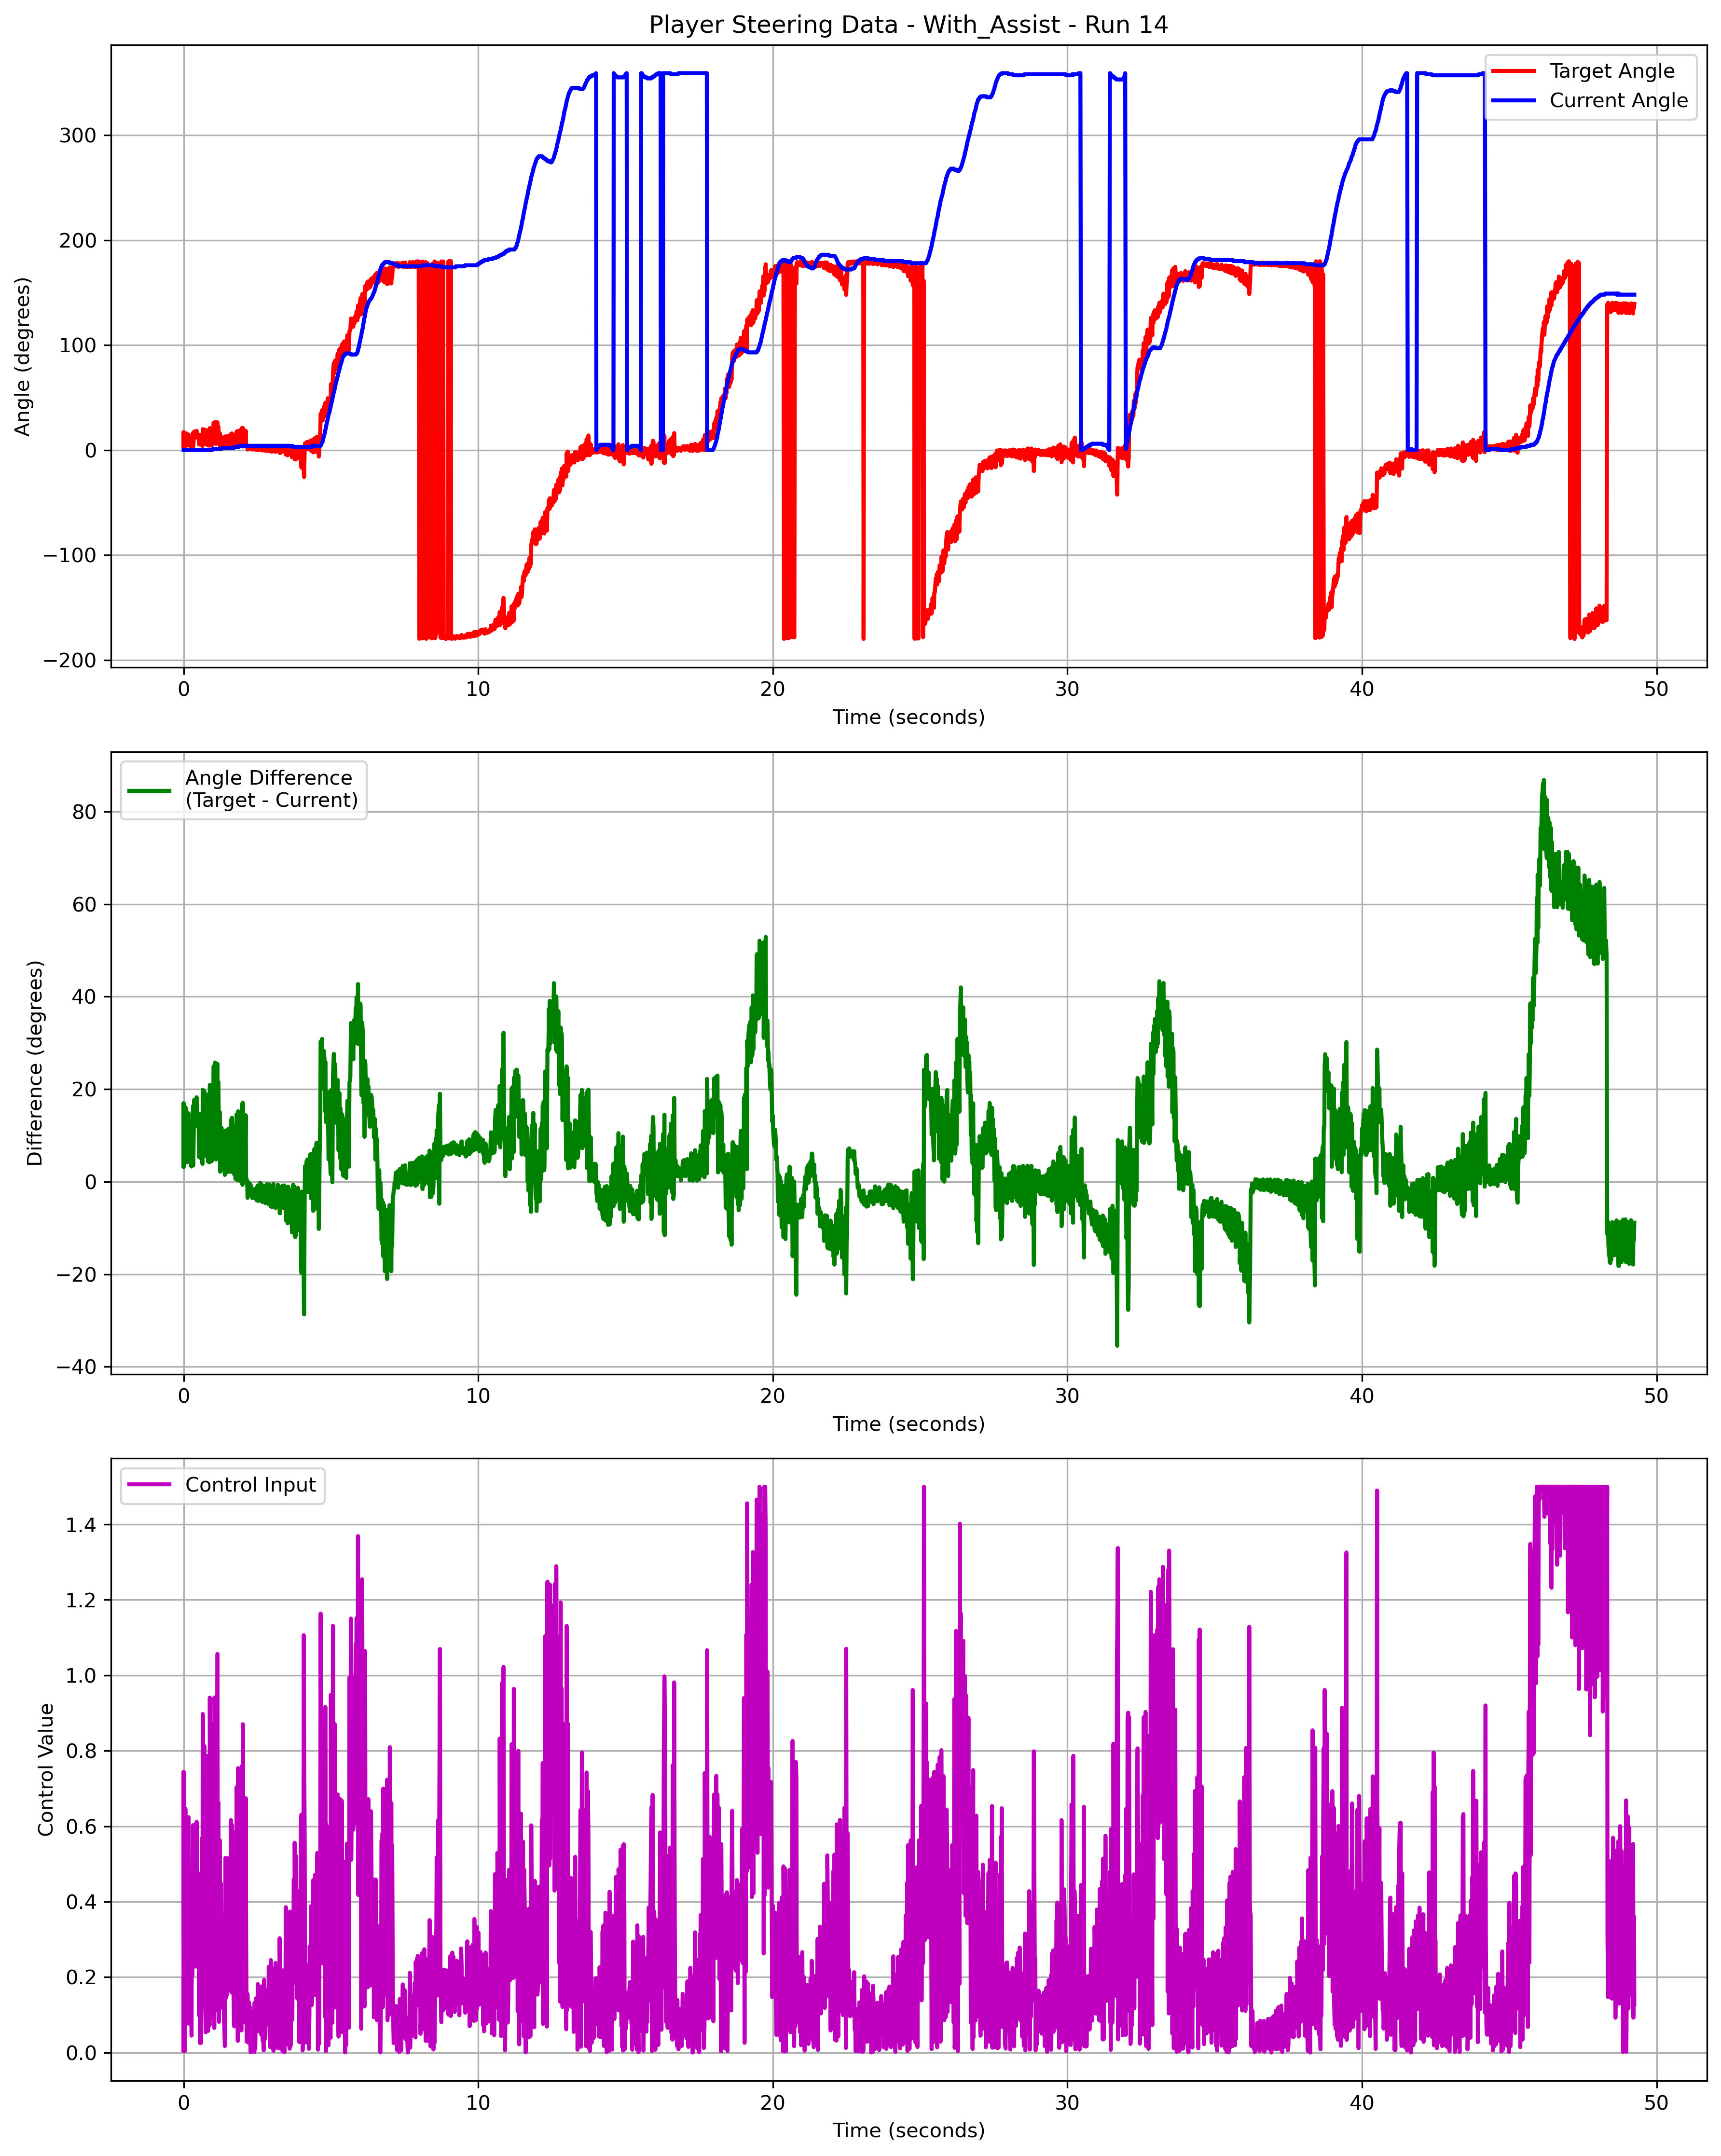 Player Steering Data - With_Assist - Run 14
Target Angle
Current Angle
300
200
100
0
−100
−200
Angle (degrees)
0 10 20 30 40 50
Time (seconds)
Angle Difference
(Target - Current)
80
60
40
20
0
−20
−40
Difference (degrees)
0 10 20 30 40 50
Time (seconds)
Control Input
1.4
1.2
1.0
0.8
0.6
0.4
0.2
0.0
Control Value
0 10 20 30 40 50
Time (seconds)